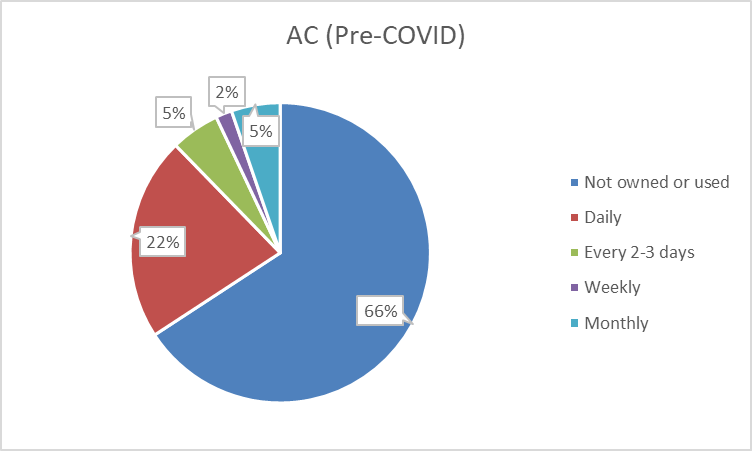 AC (Pre-COVID)
2%
5%
5%
22%
66%
Not owned or used
Daily
Every 2-3 days
Weekly
Monthly